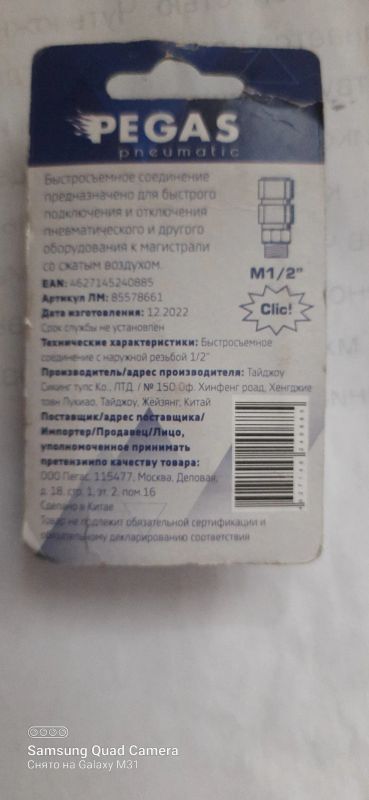 PEGAS
pneumatic
Быстросъемное соединение
предназначено для быстрого
подключения и отключения
пневматического и другого
оборудования к магистрали
со сжатым воздухом.
M1/2"
Clic!
EAN: 4627145240885
Артикул ЛМ: 85578661
Дата изготовления: 12.2022
Срок службы не установлен
Технические характеристики: Быстросъемное
соединение с наружной резьбой 1/2"
Производитель/адрес производителя: Тайджоу
Сикинг тулс Ко., ЛТД / № 150 Оф. Хинфенг роад, Хенгджие
товн Лукиао, Тайджоу, Жейзянг, Китай
Поставщик/адрес поставщика/
Импортер/Продавец/Лицо,
уполномоченное принимать
претензии по качеству товара:
ООО Пегас. 115477, Москва, Деловая,
д. 18, стр. 1, эт. 2, пом 16
Сделано в Китае
Товар не подлежит обязательной сертификации и
обязательному декларированию соответствия
Samsung Quad Camera
Снято на Galaxy M31